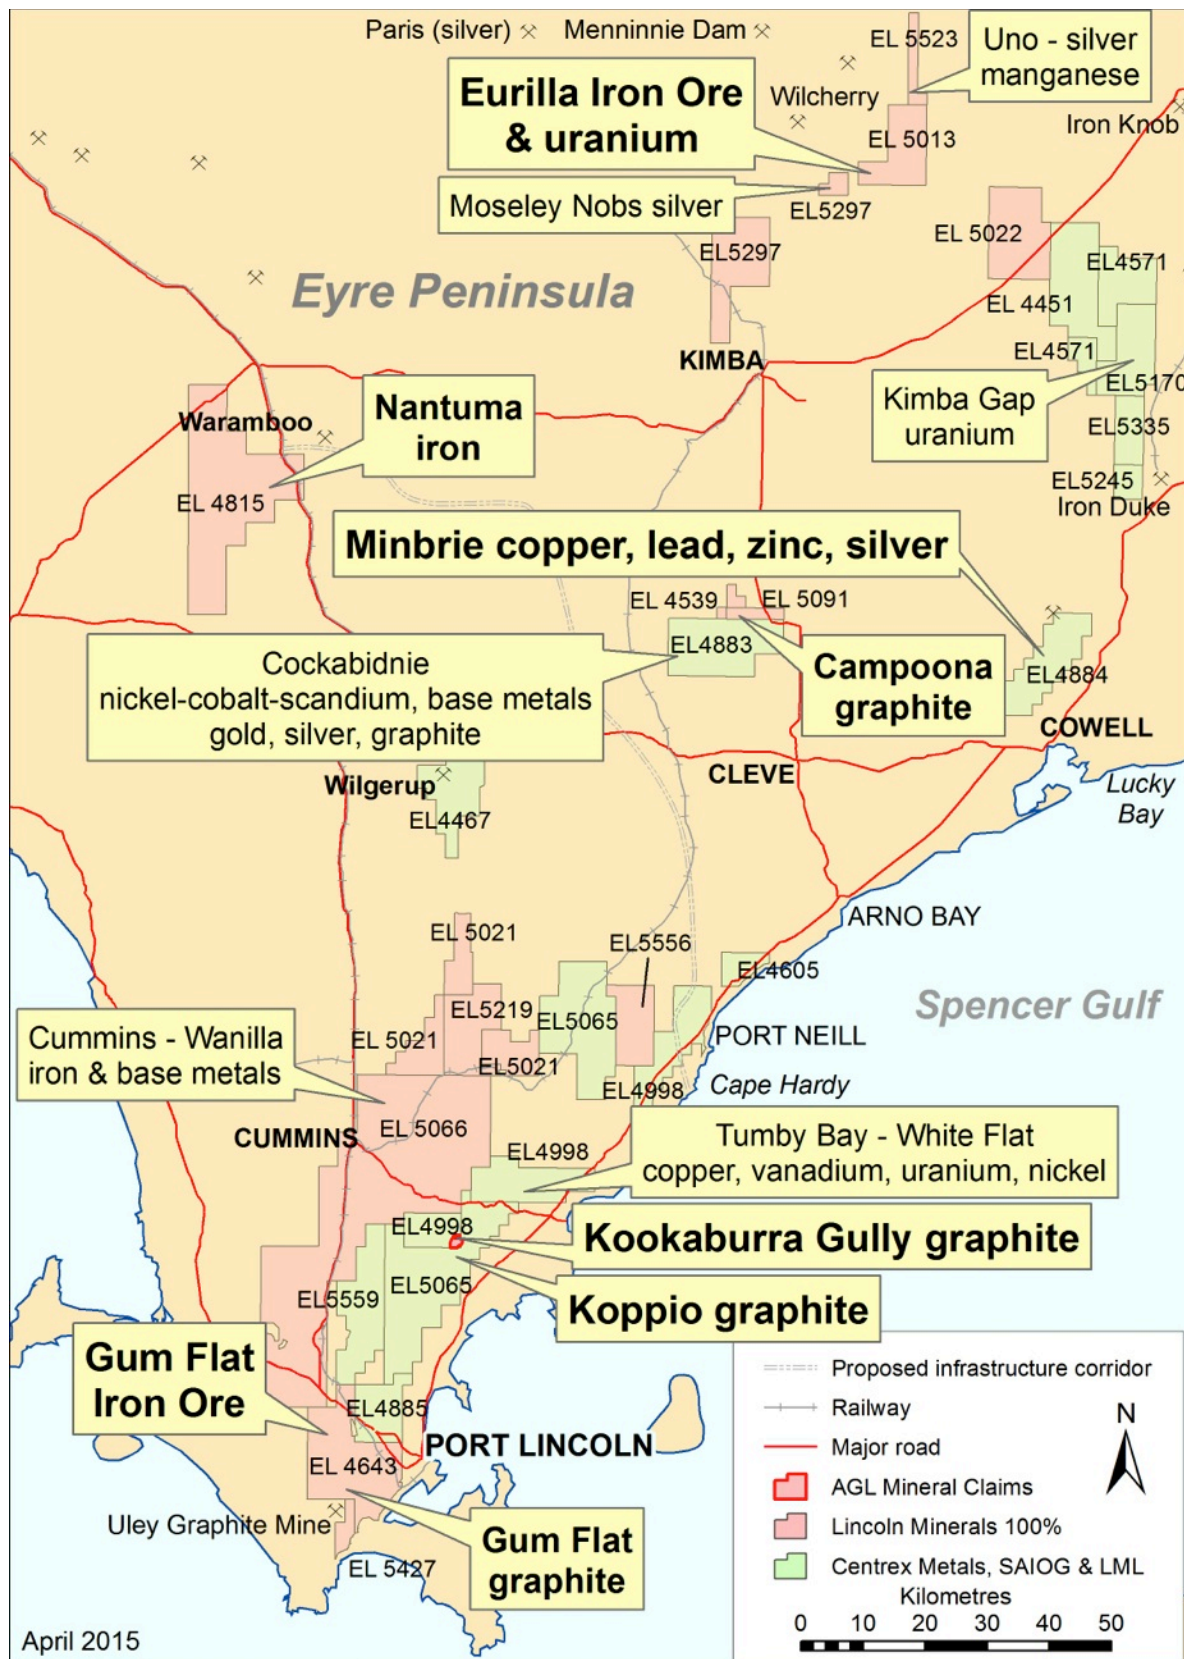 Paris (silver)
Menninnie Dam
EL 5523
Uno - silver
manganese
Eurilla Iron Ore
& uranium
Wilcherry
Iron Knob
EL 5013
Moseley Nobs silver
EL5297
EL5297
EL 5022
EL4571
Eyre Peninsula
EL 4451
KIMBA
EL4571
EL5170
Kimba Gap
uranium
Nantuma
iron
Waramboo
EL5335
EL 4815
EL5245
Iron Duke
Minbrie copper, lead, zinc, silver
EL 4539
EL 5091
EL4883
Cockabidnie
nickel-cobalt-scandium, base metals
gold, silver, graphite
Campoona
graphite
EL4884
COWELL
CLEVE
Wilgerup
Lucky
Bay
EL4467
ARNO BAY
EL 5021
EL5556
EL4605
Spencer Gulf
EL5219
EL5065
Cummins - Wanilla
iron & base metals
EL 5021
EL5021
PORT NEILL
EL4998
Cape Hardy
EL 5066
CUMMINS
EL4998
Tumby Bay - White Flat
copper, vanadium, uranium, nickel
EL4998
Kookaburra Gully graphite
EL5065
EL5559
Koppio graphite
Gum Flat
Iron Ore
EL4885
PORT LINCOLN
EL 4643
Uley Graphite Mine
Gum Flat
graphite
EL 5427
Proposed infrastructure corridor
Railway
Major road
AGL Mineral Claims
Lincoln Minerals 100%
Centrex Metals, SAIOG & LML
N
Kilometres
0 10 20 30 40 50
April 2015